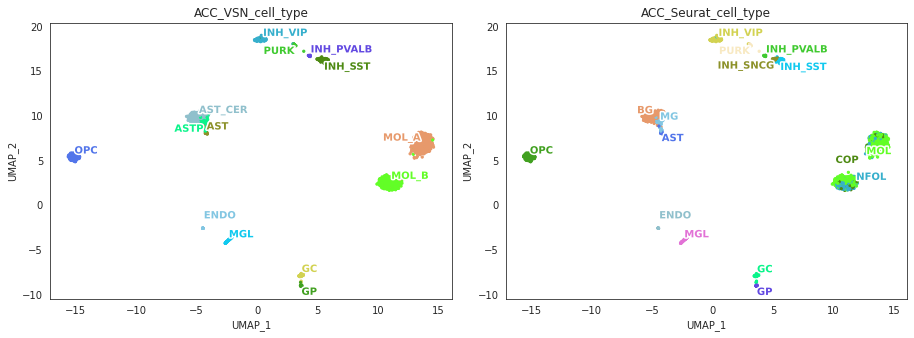 ACC_VSN_cell_type
20
15
10
5
0
−5
−10
UMAP_2
−15
−10
−5
0
5
10
15
UMAP_1
INH_VIP
PURK
INH_PVALB
INH_SST
AST_CER
ASTP
AST
MOL_A
OPC
MOL_B
ENDO
MGL
GC
GP
ACC_Seurat_cell_type
20
15
10
5
0
−5
−10
UMAP_2
−15
−10
−5
0
5
10
15
UMAP_1
INH_VIP
PURK
INH_PVALB
INH_SNCG
INH_SST
BG
MG
AST
OPC
MOL
COP
NFOL
ENDO
MGL
GC
GP